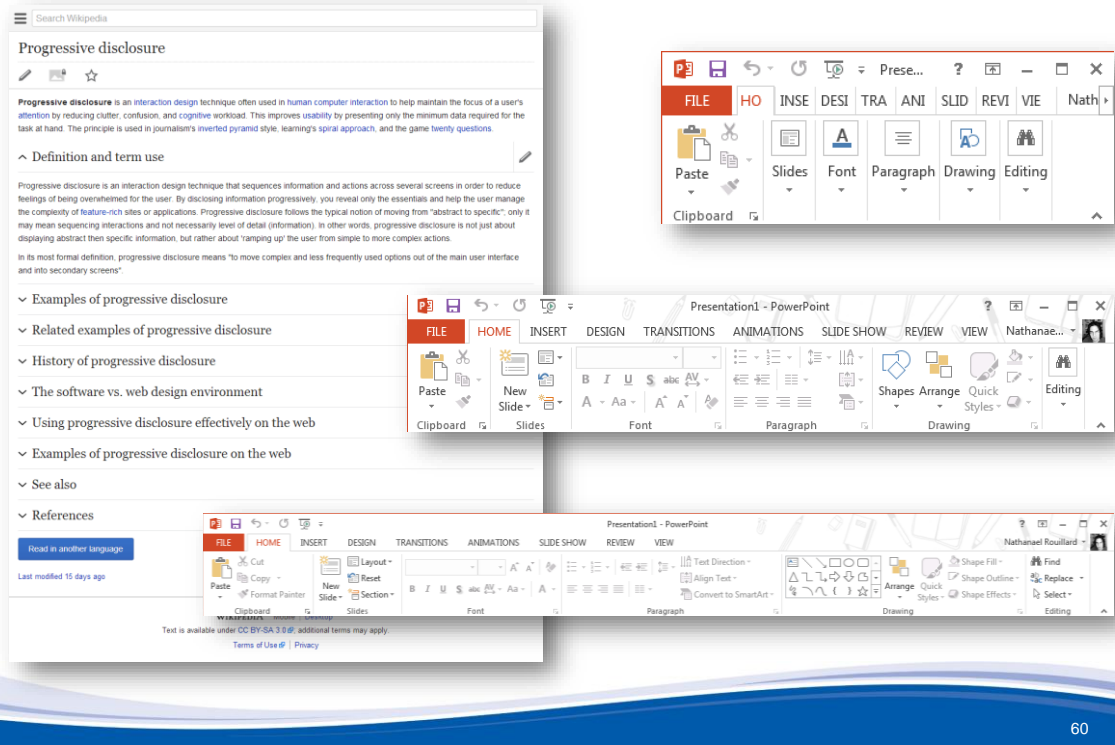 Search Wikipedia
Progressive disclosure
Progressive disclosure is an interaction design technique often used in human computer interaction to help maintain the focus of a user's
attention by reducing clutter, confusion, and cognitive workload. This improves usability by presenting only the minimum data required for the
task at hand. The principle is used in journalism's inverted pyramid style, learning's spiral approach, and the game twenty questions.
Definition and term use
Progressive disclosure is an interaction design technique that sequences information and actions across several screens in order to reduce
feelings of being overwhelmed for the user. By disclosing information progressively, you reveal only the essentials and help the user manage
the complexity of feature-rich sites or applications. Progressive disclosure follows the typical notion of moving from "abstract to specific"; only it
may mean sequencing interactions and not necessarily level of detail (information). In other words, progressive disclosure is not just about
displaying abstract then specific information, but rather about 'ramping up' the user from simple to more complex actions.
In its most formal definition, progressive disclosure means "to move complex and less frequently used options out of the main user interface
and into secondary screens".
Examples of progressive disclosure
Related examples of progressive disclosure
History of progressive disclosure
The software vs. web design environment
Using progressive disclosure effectively on the web
Examples of progressive disclosure on the web
See also
References
Read in another language
Last modified 15 days ago
WIKIPEDIA Mobile | Desktop
Text is available under CC BY-SA 3.0, additional terms may apply.
Terms of Use | Privacy
Prese... ?
FILE HO INSE DESI TRA ANI SLID REVI VIE Nath
Paste Slides Font Paragraph Drawing Editing
Clipboard
Presentation1 - PowerPoint ?
FILE HOME INSERT DESIGN TRANSITIONS ANIMATIONS SLIDE SHOW REVIEW VIEW Nathanae...
B I U S abc AV
Paste New Shapes Arrange Quick Editing
Slide Styles
A Aa A A
Clipboard Slides Font Paragraph Drawing
Presentation1 - PowerPoint ?
FILE HOME INSERT DESIGN TRANSITIONS ANIMATIONS SLIDE SHOW REVIEW VIEW Nathanael Rouillard
Cut Layout A A Text Direction Shape Fill Find
Paste Copy New Reset Align Text Arrange Quick Shape Outline Replace
Format Painter Slide Section B I U S abc AV Aa A Convert to SmartArt Styles Shape Effects Select
Clipboard Slides Font Paragraph Drawing Editing
60